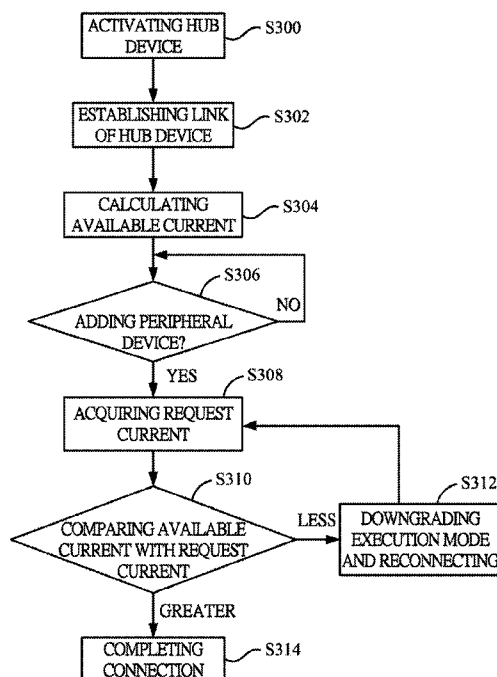 ACTIVATING HUB
DEVICE
S300
ESTABLISHING LINK
OF HUB DEVICE
S302
CALCULATING
AVAILABLE CURRENT
S304
S306
NO
ADDING PERIPHERAL
DEVICE?
YES
S308
ACQUIRING REQUEST
CURRENT
S310
S312
COMPARING AVAILABLE
CURRENT WITH REQUEST
CURRENT
LESS
DOWNGRADING
EXECUTION MODE
AND RECONNECTING
GREATER
COMPLETING
CONNECTION
S314